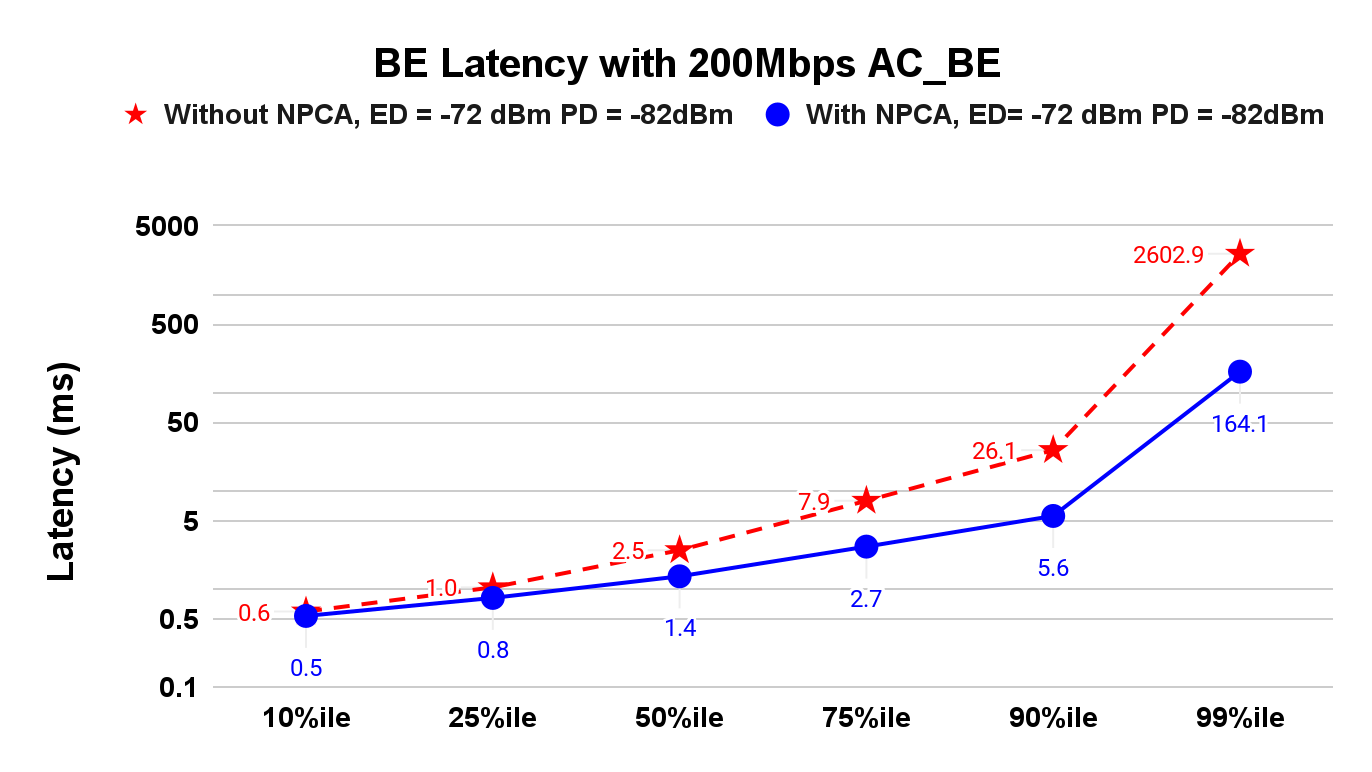 BE Latency with 200Mbps AC_BE
Without NPCA, ED = -72 dBm PD = -82dBm
With NPCA, ED= -72 dBm PD = -82dBm
Latency (ms)
5000
500
50
5
0.5
0.1
2602.9
164.1
26.1
5.6
7.9
2.7
2.5
1.4
1.0
0.8
0.6
0.5
10%ile
25%ile
50%ile
75%ile
90%ile
99%ile